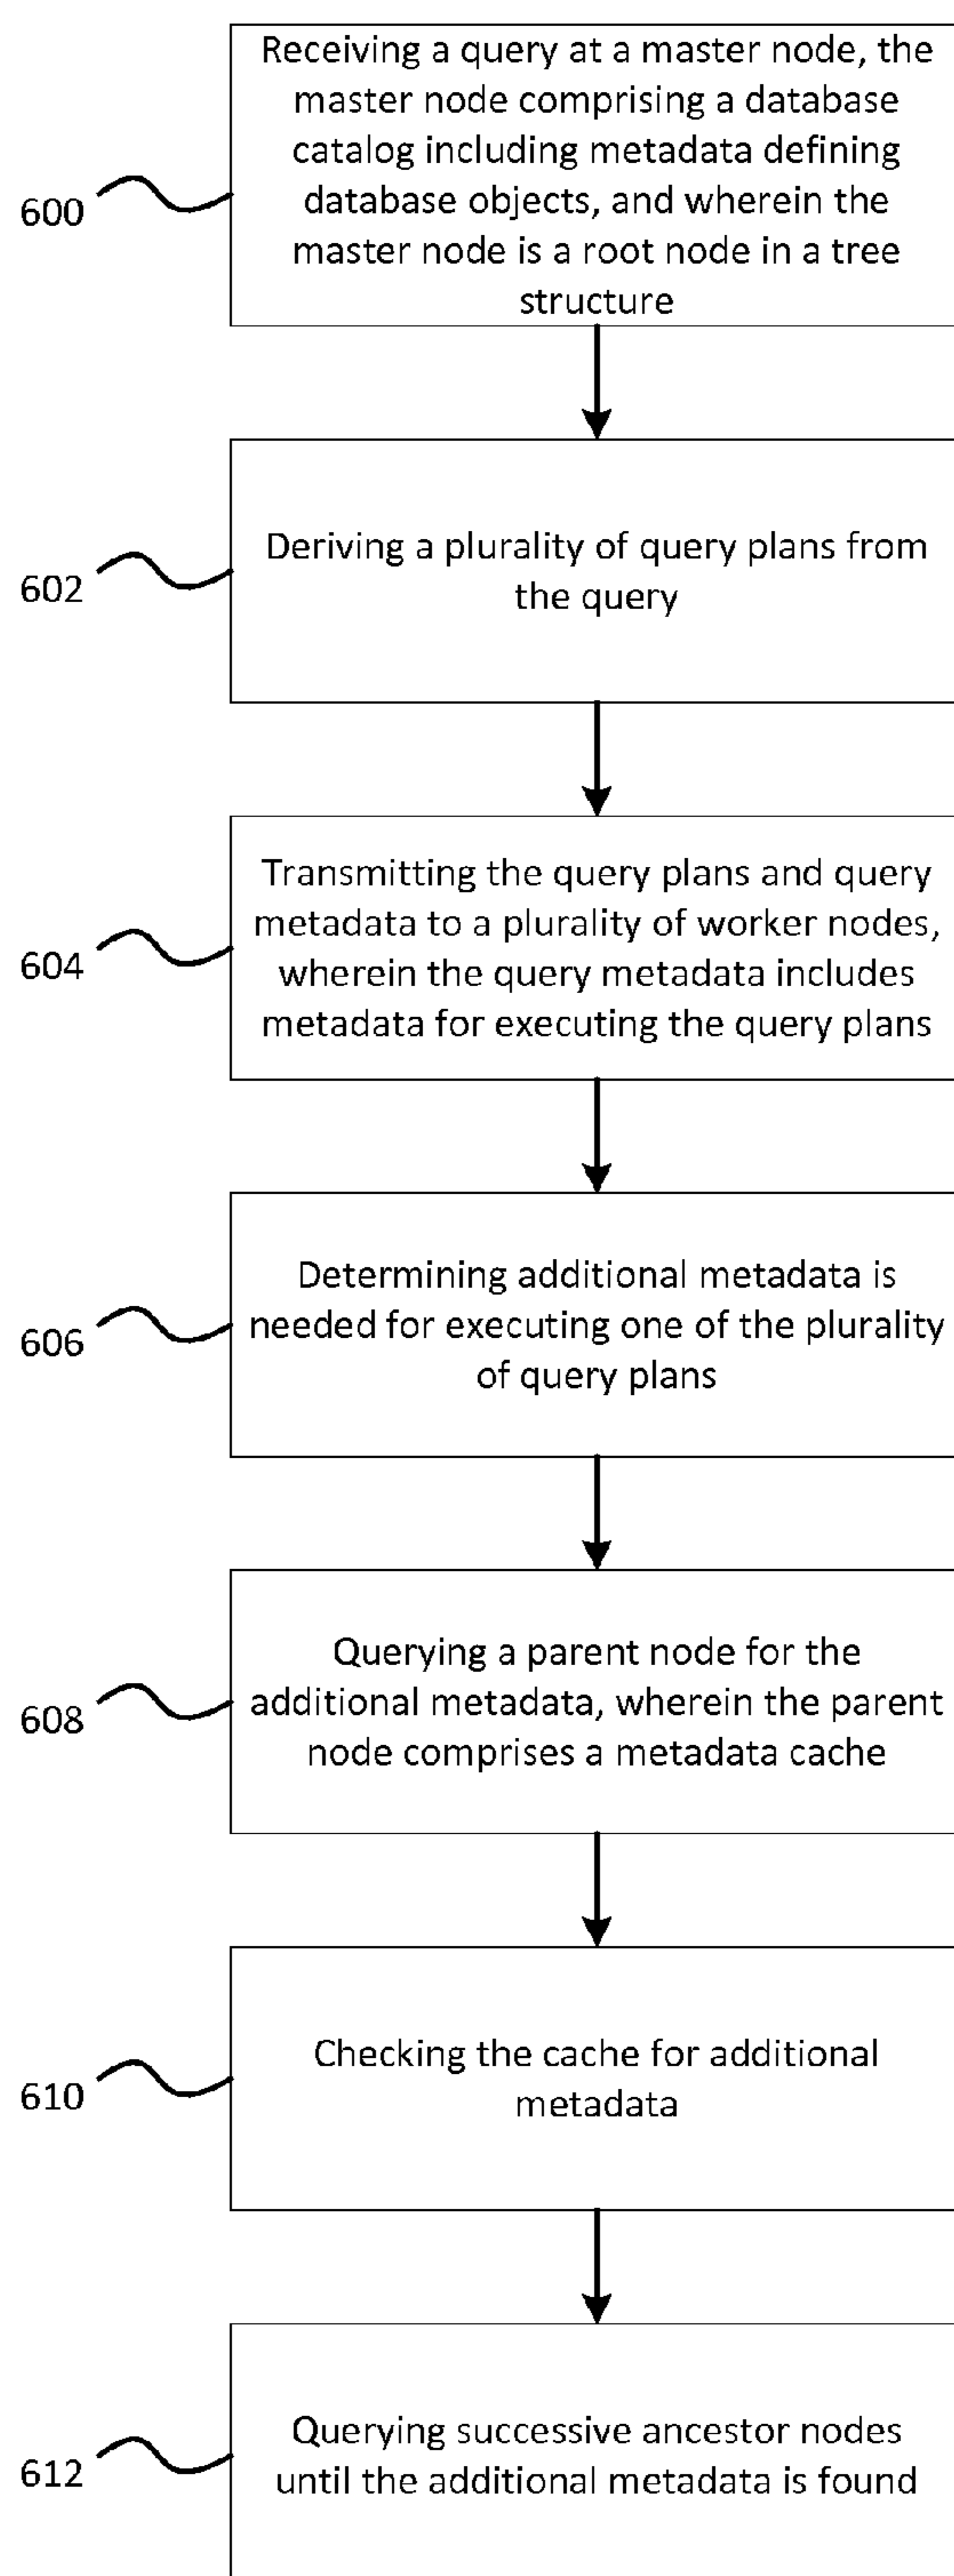 Receiving a query at a master node, the
master node comprising a database
catalog including metadata defining
database objects, and wherein the
master node is a root node in a tree
structure
600
Deriving a plurality of query plans from
the query
602
Transmitting the query plans and query
metadata to a plurality of worker nodes,
wherein the query metadata includes
metadata for executing the query plans
604
Determining additional metadata is
needed for executing one of the plurality
of query plans
606
Querying a parent node for the
additional metadata, wherein the parent
node comprises a metadata cache
608
Checking the cache for additional
metadata
610
Querying successive ancestor nodes
until the additional metadata is found
612